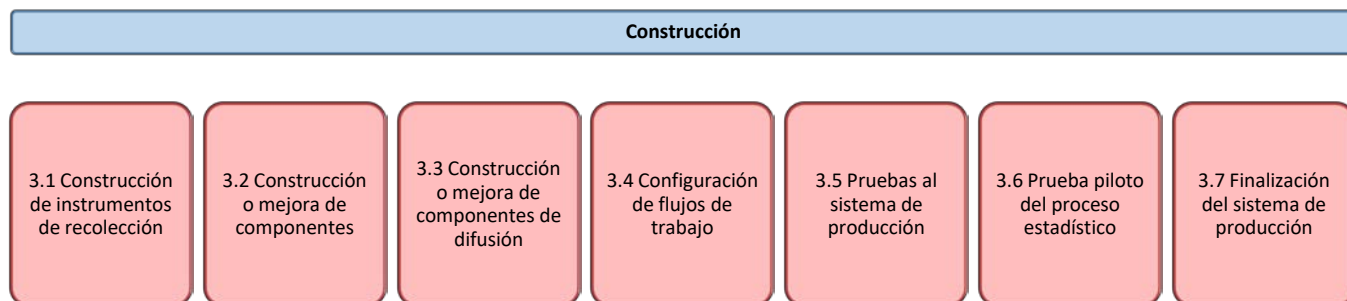 Construcción
3.1 Construcción
de instrumentos
de recolección
3.2 Construcción
o mejora de
componentes
3.3 Construcción
o mejora de
componentes de
difusión
3.4 Configuración
de flujos de
trabajo
3.5 Pruebas al
sistema de
producción
3.6 Prueba piloto
del proceso
estadístico
3.7 Finalización
del sistema de
producción